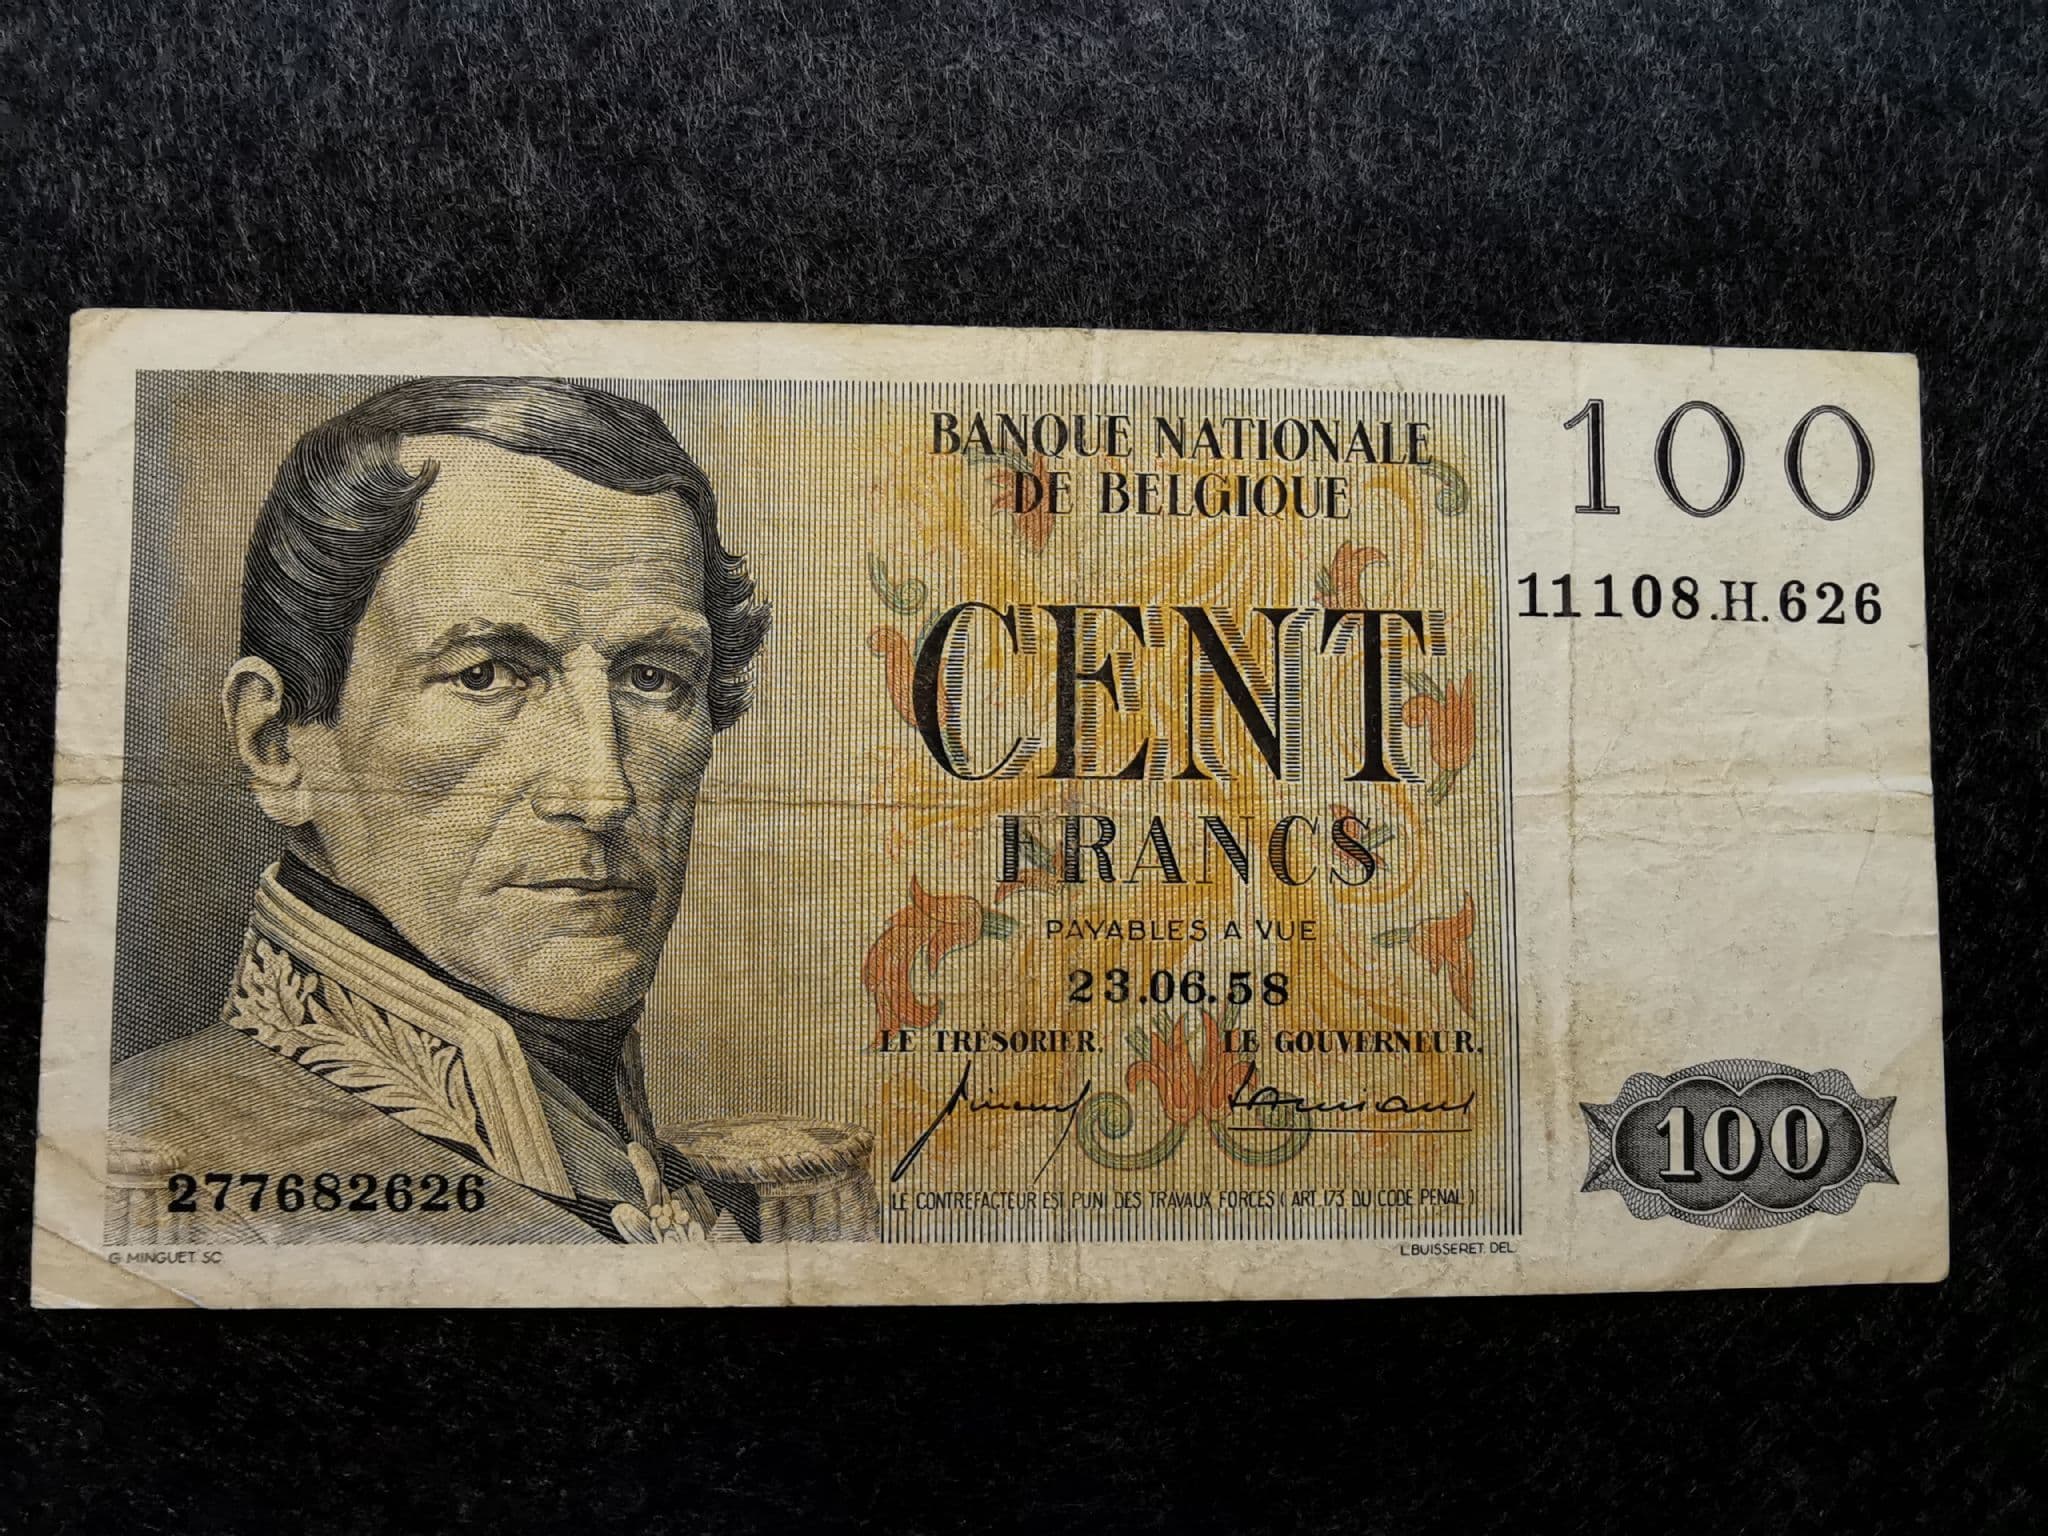 BANQUE NATIONALE
DE BELGIQUE
100
11108.H.626
CENT
FRANCS
PAYABLES A VUE
23.06.58
LE TRÉSORIER. LE GOUVERNEUR.
277682626
LE CONTREFACTEUR EST PUNI DES TRAVAUX FORCES (ART. 173 DU CODE PENAL)
100
G. MINGUET. SC
L. BUISSERET. DEL